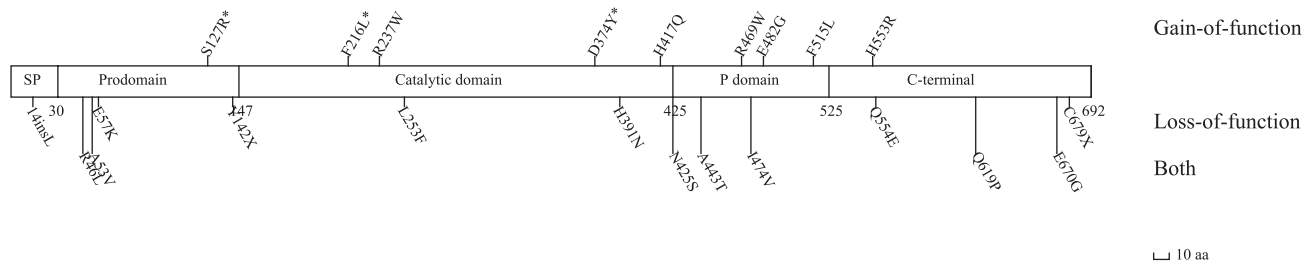 S127R*
F216L*
R237W
D374Y*
H417Q
R469W
E482G
F515L
H553R
Gain-of-function
SP
Prodomain
Catalytic domain
P domain
C-terminal
30
147
425
525
692
14insL
E57K
Y142X
L253F
H391N
Q554E
C679X
Loss-of-function
R46L
A53V
N425S
A443T
I474V
Q619P
E670G
Both
10 aa